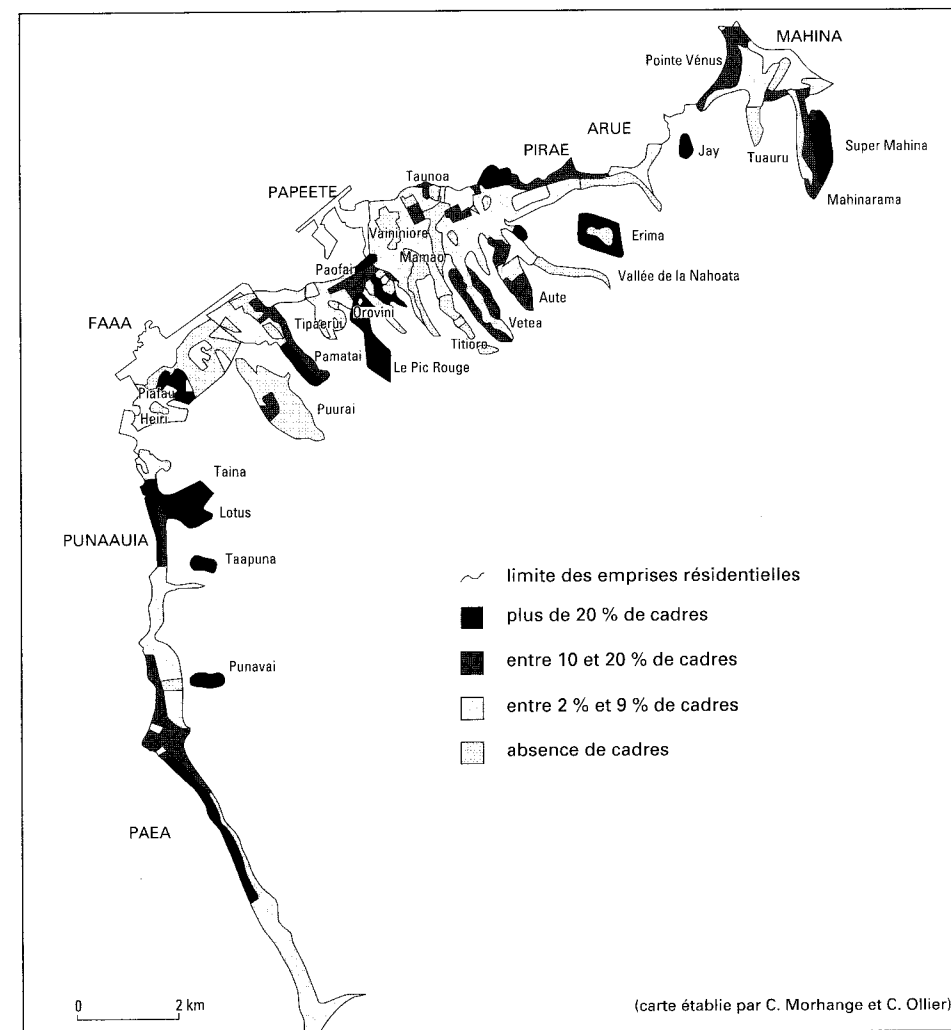 MAHINA
Pointe Vénus
ARUE
PIRAE
Jay
Tuauru
Super Mahina
Mahinarama
Taunoa
PAPEETE
Vaininiore
Erima
Mamao
Vallée de la Nahoata
Paofai
Aute
Orovini
FAAA
Tipaerui
Vetea
Titioro
Pamatai
Le Pic Rouge
Piafau
Puurai
Heiri
Taina
Lotus
PUNAAUIA
Taapuna
limite des emprises résidentielles
plus de 20 % de cadres
entre 10 et 20 % de cadres
Punavai
entre 2 % et 9 % de cadres
absence de cadres
PAEA
0 2 km
(carte établie par C. Morhange et C. Ollier)